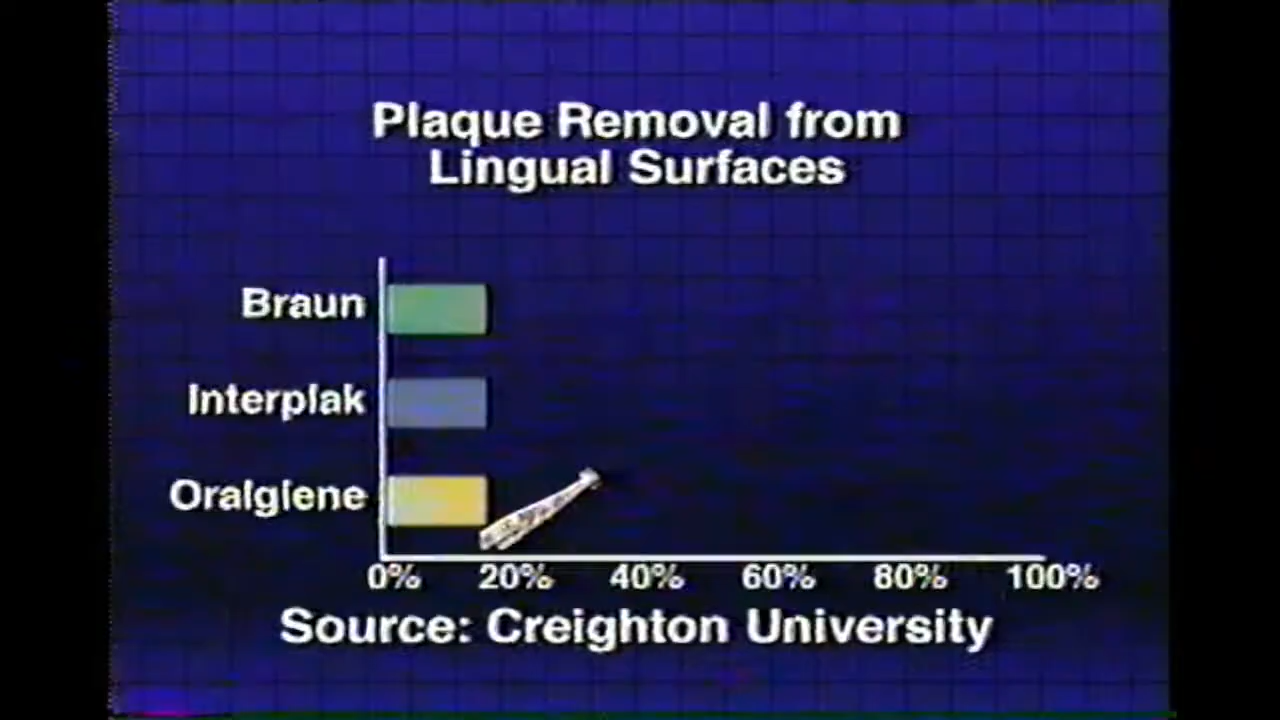 Plaque Removal from
Lingual Surfaces
Braun
Interplak
Oralgiene
0% 20% 40% 60% 80% 100%
Source: Creighton University